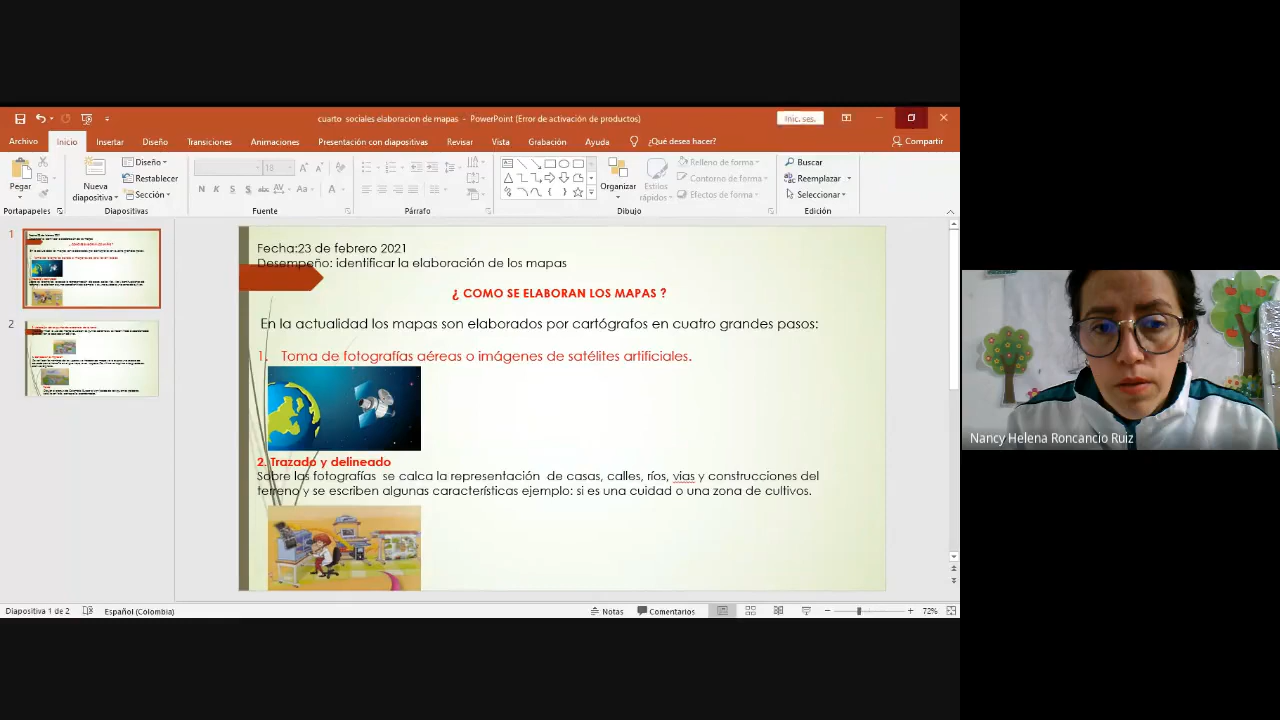 cuarto sociales elaboracion de mapas - PowerPoint (Error de activación de productos)
Inic. ses.
Archivo Inicio Insertar Diseño Transiciones Animaciones Presentación con diapositivas Revisar Vista Grabación Ayuda ¿Qué desea hacer? Compartir
Pegar
Nueva diapositiva
Diseño
Restablecer
Sección
18
N K S S abc AV Aa A
Organizar
Estilos rápidos
Relleno de forma
Contorno de forma
Efectos de forma
Buscar
Reemplazar
Seleccionar
Portapapeles Diapositivas Fuente Párrafo Dibujo Edición
1
2
Fecha:23 de febrero 2021
Desempeño: identificar la elaboración de los mapas
¿ COMO SE ELABORAN LOS MAPAS ?
En la actualidad los mapas son elaborados por cartógrafos en cuatro grandes pasos:
1. Toma de fotografías aéreas o imágenes de satélites artificiales.
2. Trazado y delineado
Sobre las fotografías se calca la representación de casas, calles, ríos, vias y construcciones del
terreno y se escriben algunas características ejemplo: si es una cuidad o una zona de cultivos.
Nancy Helena Roncancio Ruiz
Diapositiva 1 de 2 Español (Colombia) Notas Comentarios 72%